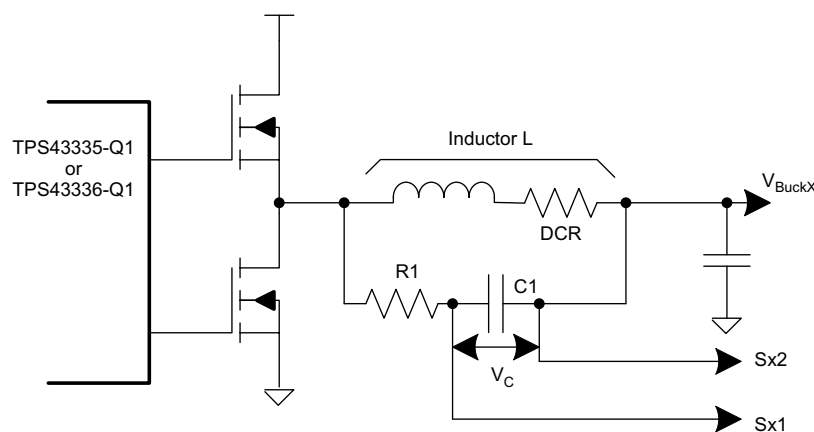 TPS43335-Q1
or
TPS43336-Q1
Inductor L
VBuckX
DCR
R1
C1
VC
Sx2
Sx1